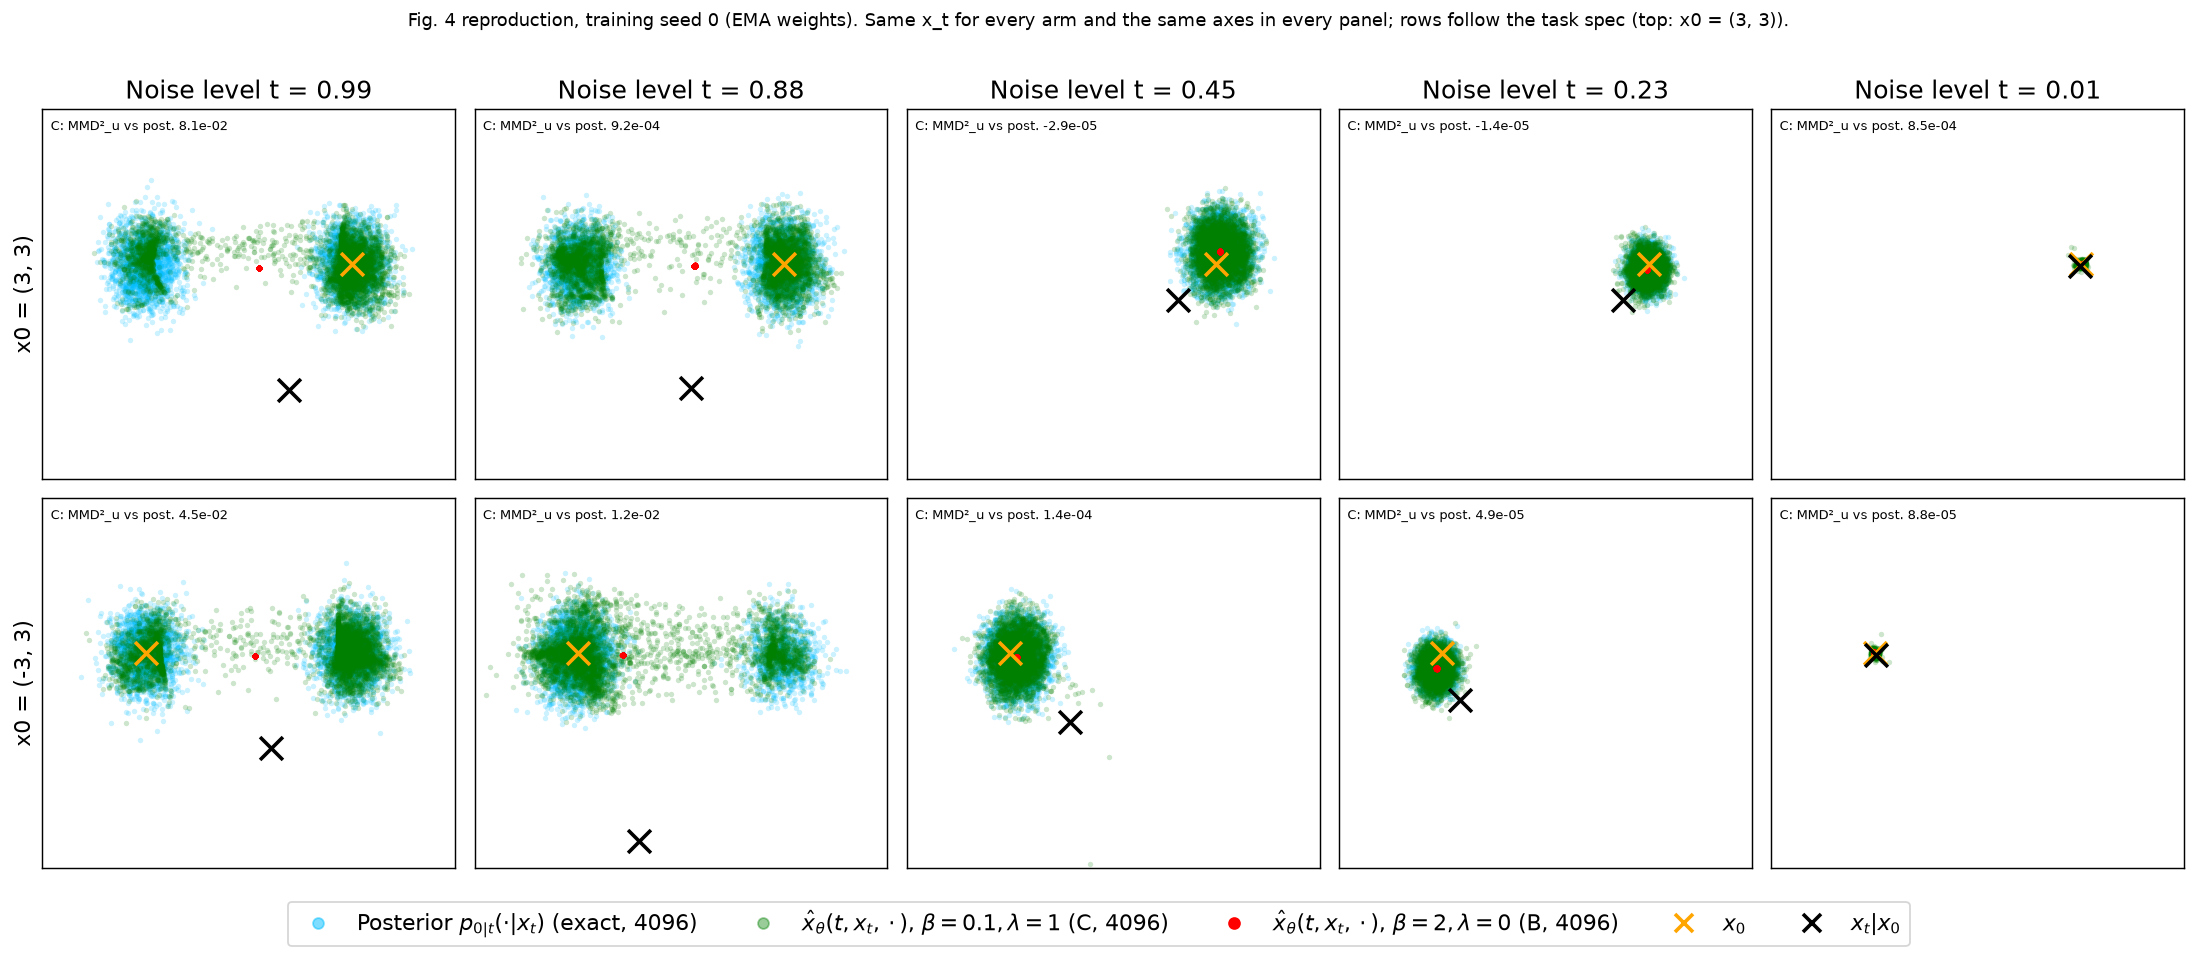 Fig. 4 reproduction, training seed 0 (EMA weights). Same x_t for every arm and the same axes in every panel; rows follow the task spec (top: x0 = (3, 3)).
Noise level t = 0.99
Noise level t = 0.88
Noise level t = 0.45
Noise level t = 0.23
Noise level t = 0.01
x0 = (3, 3)
C: MMD²_u vs post. 8.1e-02
C: MMD²_u vs post. 9.2e-04
C: MMD²_u vs post. -2.9e-05
C: MMD²_u vs post. -1.4e-05
C: MMD²_u vs post. 8.5e-04
x0 = (-3, 3)
C: MMD²_u vs post. 4.5e-02
C: MMD²_u vs post. 1.2e-02
C: MMD²_u vs post. 1.4e-04
C: MMD²_u vs post. 4.9e-05
C: MMD²_u vs post. 8.8e-05
Posterior p₀|ₜ(·|xₜ) (exact, 4096)
x̂_θ(t, xₜ, ·), β = 0.1, λ = 1 (C, 4096)
x̂_θ(t, xₜ, ·), β = 2, λ = 0 (B, 4096)
x₀
xₜ|x₀